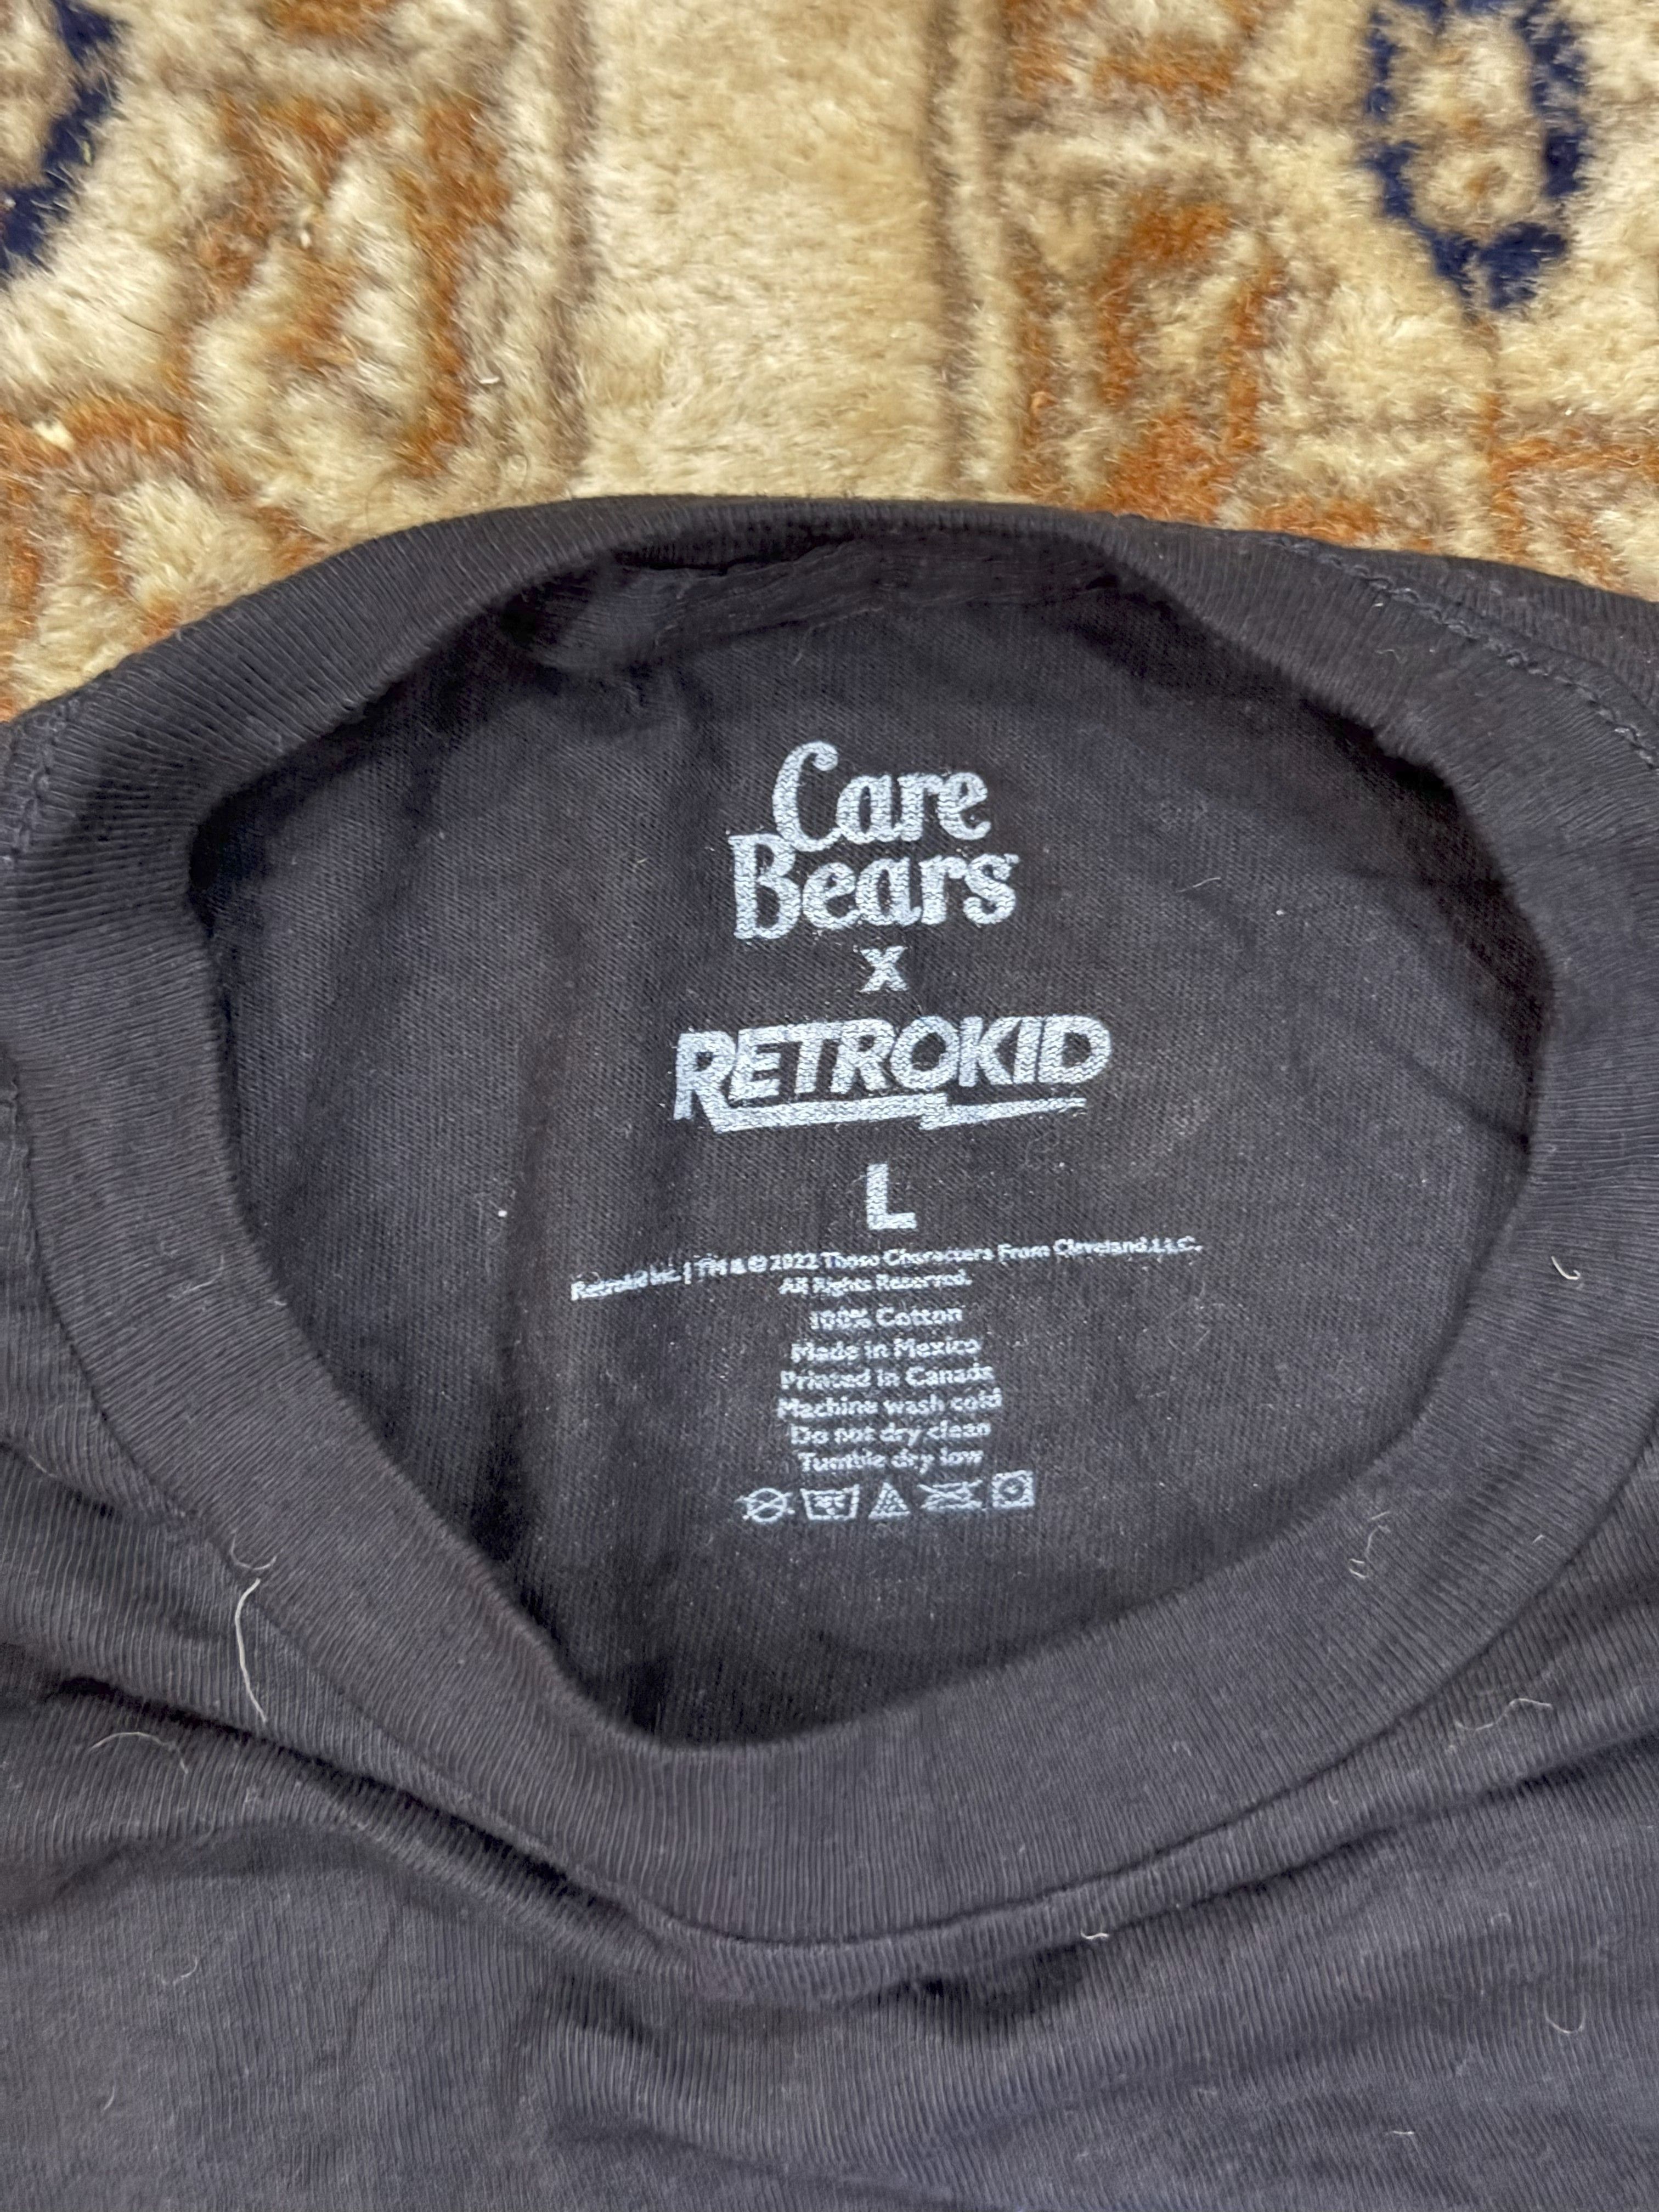 Care
Bears
x
RETROKID
L
Retrokid Inc. | TM & © 2022 Those Characters From Cleveland.LLC.
All Rights Reserved.
100% Cotton
Made in Mexico
Printed in Canada
Machine wash cold
Do not dry clean
Tumble dry low